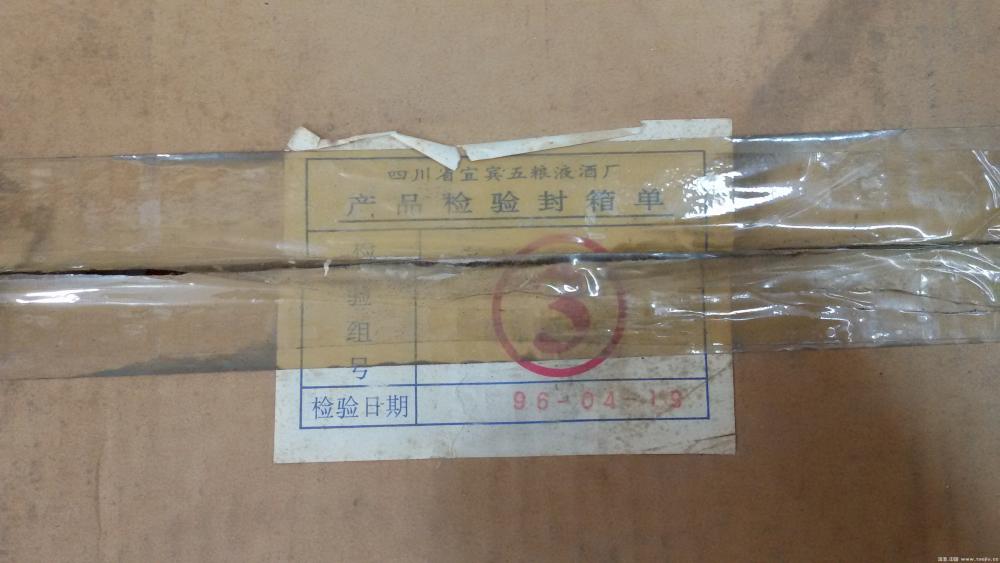 四川省宜宾五粮液酒厂
产品检验封箱单
检验组号
3
检验日期
96-04-19